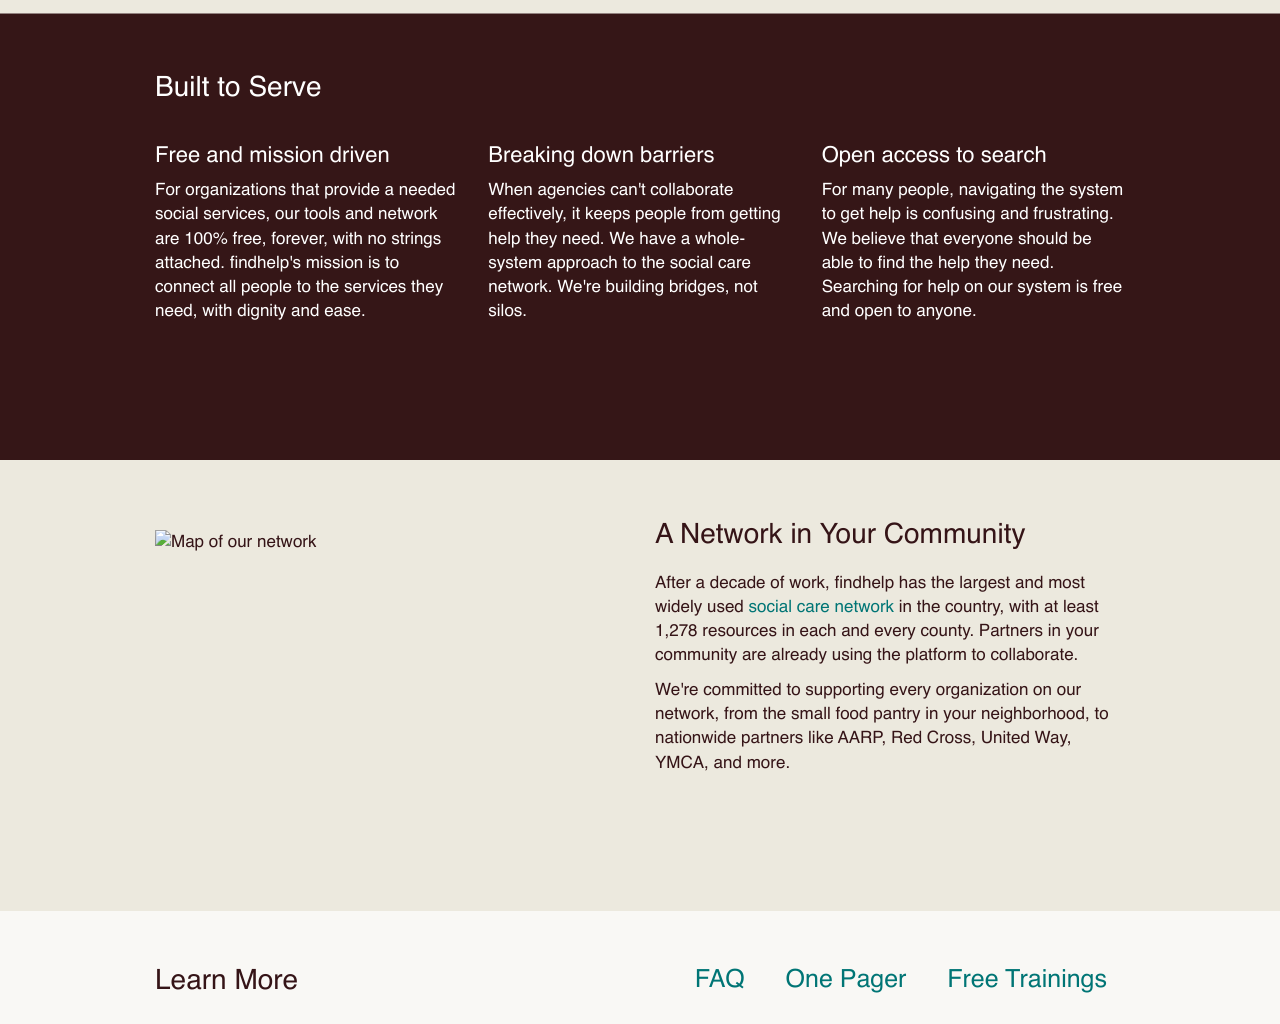 Built to Serve
Free and mission driven
For organizations that provide a needed
social services, our tools and network
are 100% free, forever, with no strings
attached. findhelp's mission is to
connect all people to the services they
need, with dignity and ease.
Breaking down barriers
When agencies can't collaborate
effectively, it keeps people from getting
help they need. We have a whole-
system approach to the social care
network. We're building bridges, not
silos.
Open access to search
For many people, navigating the system
to get help is confusing and frustrating.
We believe that everyone should be
able to find the help they need.
Searching for help on our system is free
and open to anyone.
Map of our network
A Network in Your Community
After a decade of work, findhelp has the largest and most
widely used social care network in the country, with at least
1,278 resources in each and every county. Partners in your
community are already using the platform to collaborate.
We're committed to supporting every organization on our
network, from the small food pantry in your neighborhood, to
nationwide partners like AARP, Red Cross, United Way,
YMCA, and more.
Learn More
FAQ One Pager Free Trainings